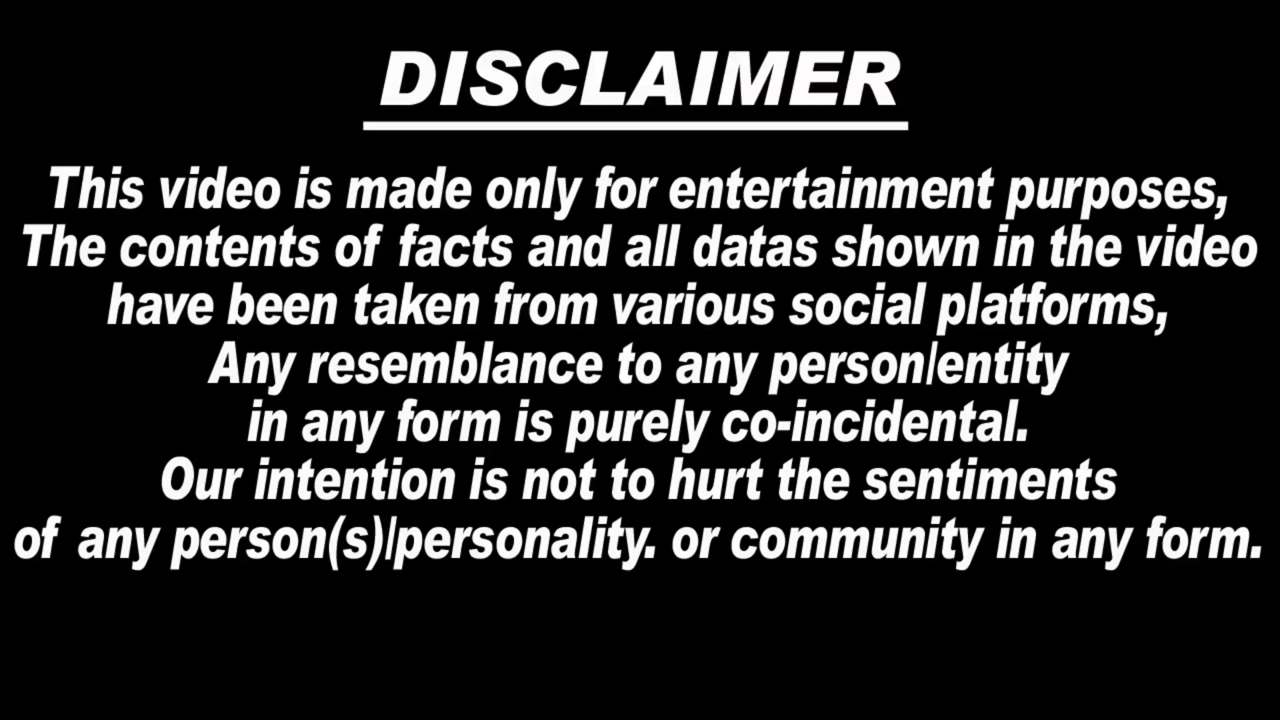 DISCLAIMER
This video is made only for entertainment purposes,
The contents of facts and all datas shown in the video
have been taken from various social platforms,
Any resemblance to any person|entity
in any form is purely co-incidental.
Our intention is not to hurt the sentiments
of any person(s)|personality. or community in any form.